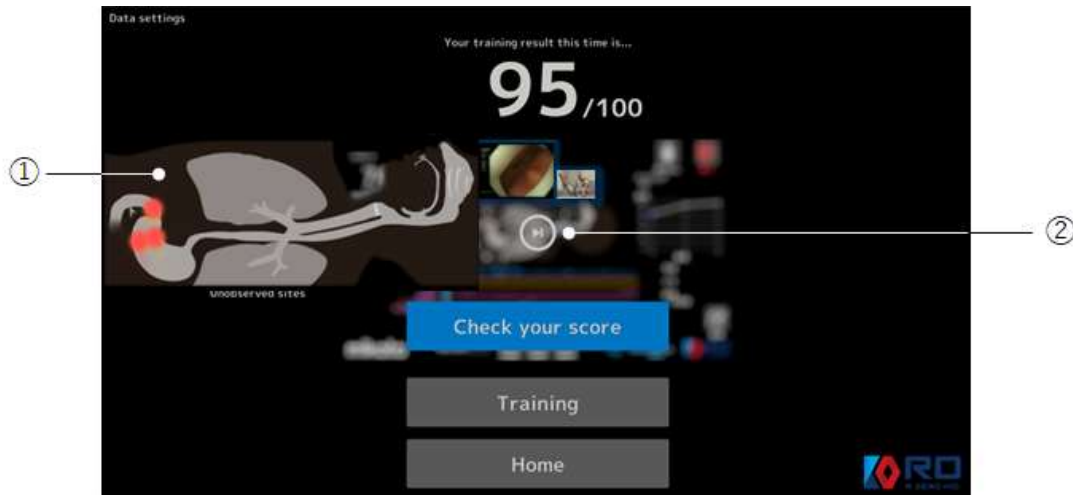 Data settings
Your training result this time is...
95/100
①
②
Unobserved sites
Check your score
Training
Home